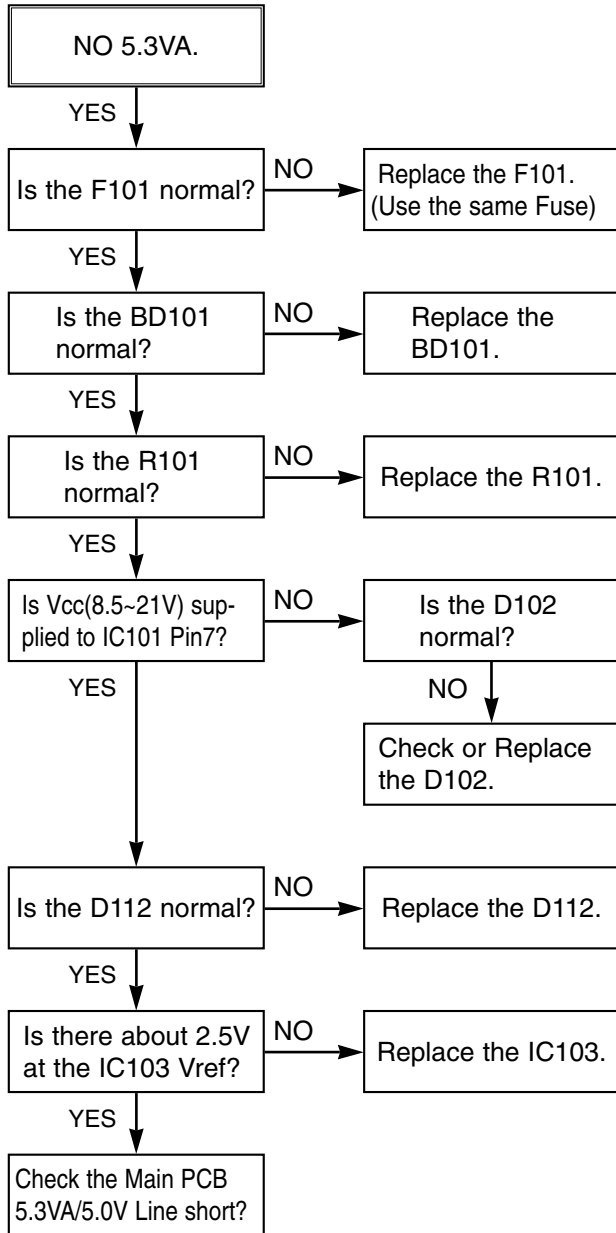 NO 5.3VA.
YES
Is the F101 normal?
NO
Replace the F101.
(Use the same Fuse)
YES
Is the BD101
normal?
NO
Replace the
BD101.
YES
Is the R101
normal?
NO
Replace the R101.
YES
Is Vcc(8.5~21V) sup-
plied to IC101 Pin7?
NO
Is the D102
normal?
NO
Check or Replace
the D102.
YES
Is the D112 normal?
NO
Replace the D112.
YES
Is there about 2.5V
at the IC103 Vref?
NO
Replace the IC103.
YES
Check the Main PCB
5.3VA/5.0V Line short?